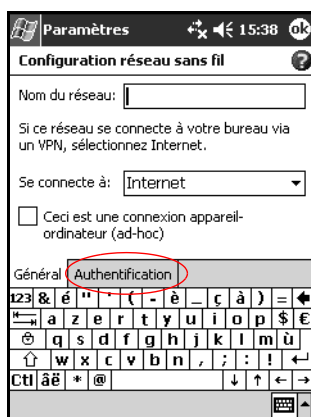 Paramètres 15:38 ok
Configuration réseau sans fil ?
Nom du réseau:
Si ce réseau se connecte à votre bureau via
un VPN, sélectionnez Internet.
Se connecte à: Internet
Ceci est une connexion appareil-
ordinateur (ad-hoc)
Général Authentification
123 & é " ' ( - è _ ç à ) =
a z e r t y u i o p $ €
q s d f g h j k l m ù
w x c v b n , ; : !
Ctl âë * @ ↓ ↑ ← →